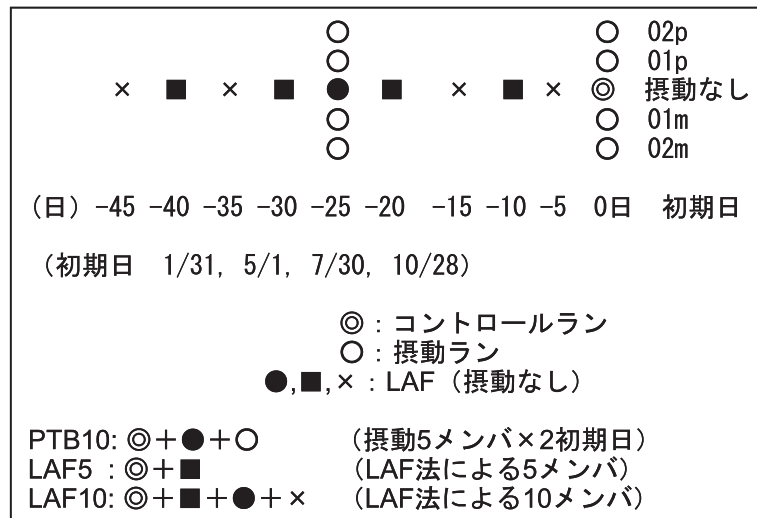 ○ ○ 02p
○ ○ 01p
× ■ × ■ ● ■ × ■ × ◎ 摂動なし
○ ○ 01m
○ ○ 02m
(日) -45 -40 -35 -30 -25 -20 -15 -10 -5 0日 初期日
(初期日 1/31, 5/1, 7/30, 10/28)
◎：コントロールラン
○：摂動ラン
●,■,×：LAF（摂動なし）
PTB10: ◎＋●＋○ （摂動5メンバ×2初期日）
LAF5 : ◎＋■ （LAF法による5メンバ）
LAF10: ◎＋■＋●＋× （LAF法による10メンバ）